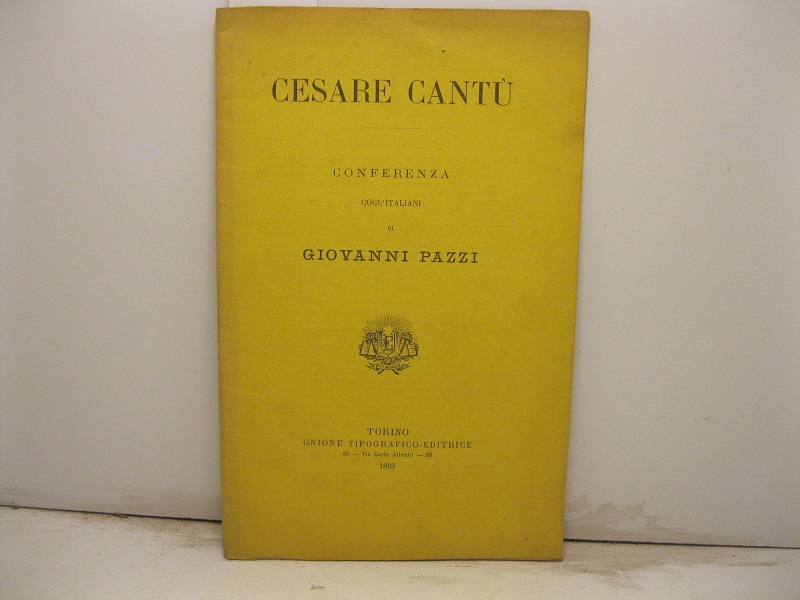 CESARE CANTÙ
CONFERENZA
COGL'ITALIANI
DI
GIOVANNI PAZZI
TORINO
UNIONE TIPOGRAFICO-EDITRICE
33 — Via Carlo Alberto — 33
1893